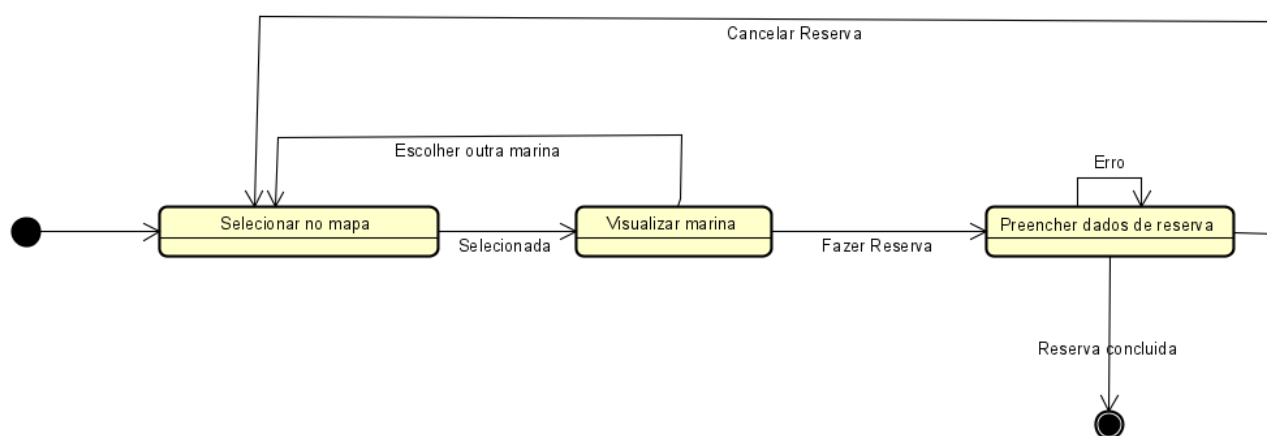 Cancelar Reserva
Escolher outra marina
Erro
Selecionar no mapa
Selecionada
Visualizar marina
Fazer Reserva
Preencher dados de reserva
Reserva concluida